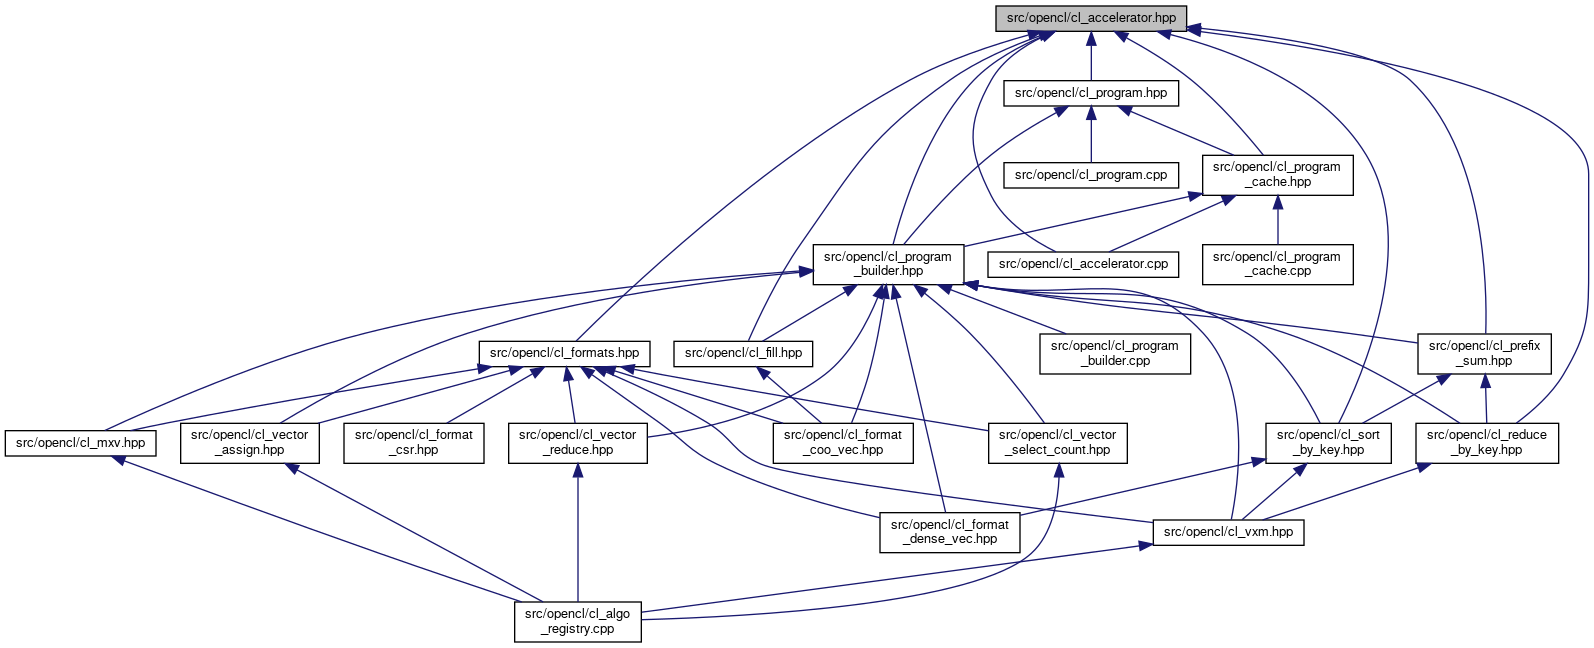 src/opencl/cl_accelerator.hpp
src/opencl/cl_program.hpp
src/opencl/cl_program.cpp
src/opencl/cl_program
_cache.hpp
src/opencl/cl_program
_builder.hpp
src/opencl/cl_accelerator.cpp
src/opencl/cl_program
_cache.cpp
src/opencl/cl_formats.hpp
src/opencl/cl_fill.hpp
src/opencl/cl_program
_builder.cpp
src/opencl/cl_prefix
_sum.hpp
src/opencl/cl_mxv.hpp
src/opencl/cl_vector
_assign.hpp
src/opencl/cl_format
_csr.hpp
src/opencl/cl_vector
_reduce.hpp
src/opencl/cl_format
_coo_vec.hpp
src/opencl/cl_vector
_select_count.hpp
src/opencl/cl_sort
_by_key.hpp
src/opencl/cl_reduce
_by_key.hpp
src/opencl/cl_format
_dense_vec.hpp
src/opencl/cl_vxm.hpp
src/opencl/cl_algo
_registry.cpp